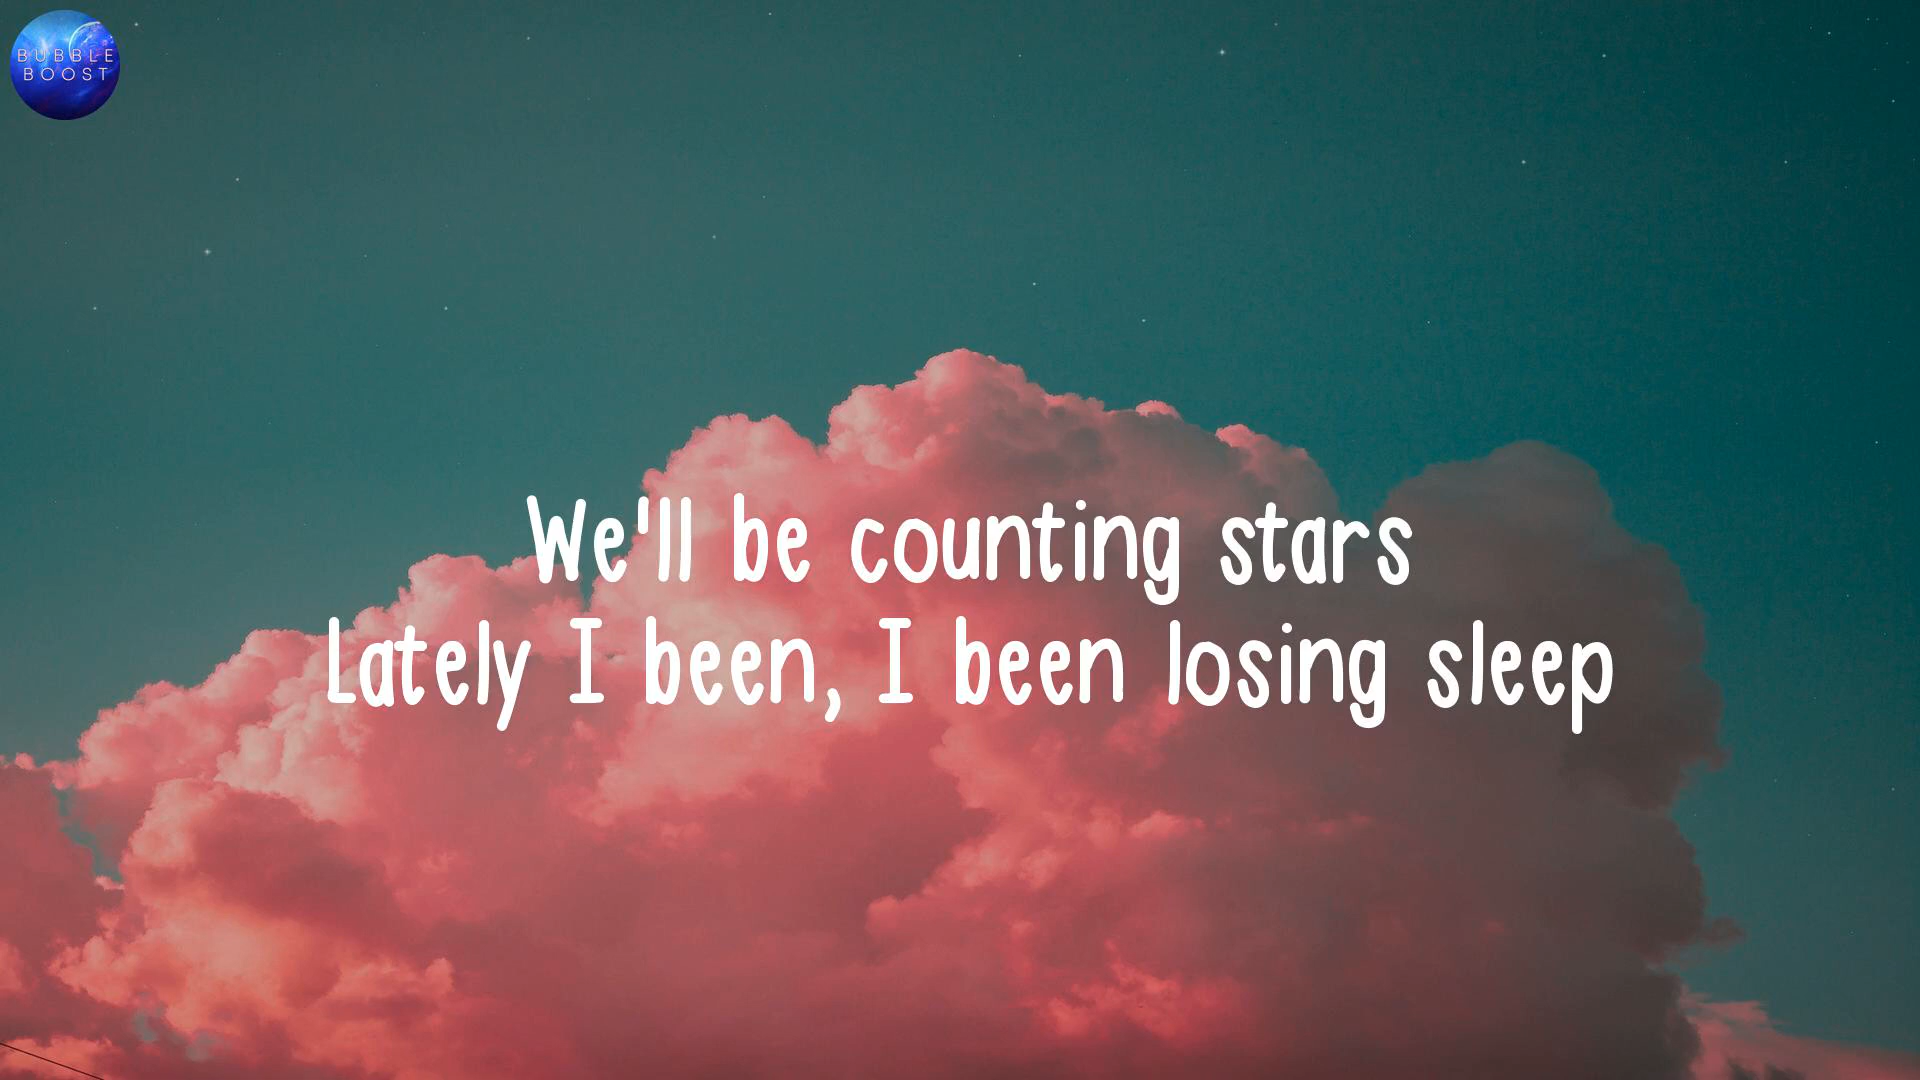 BUBBLE
BOOST
We'll be counting stars
Lately I been, I been losing sleep